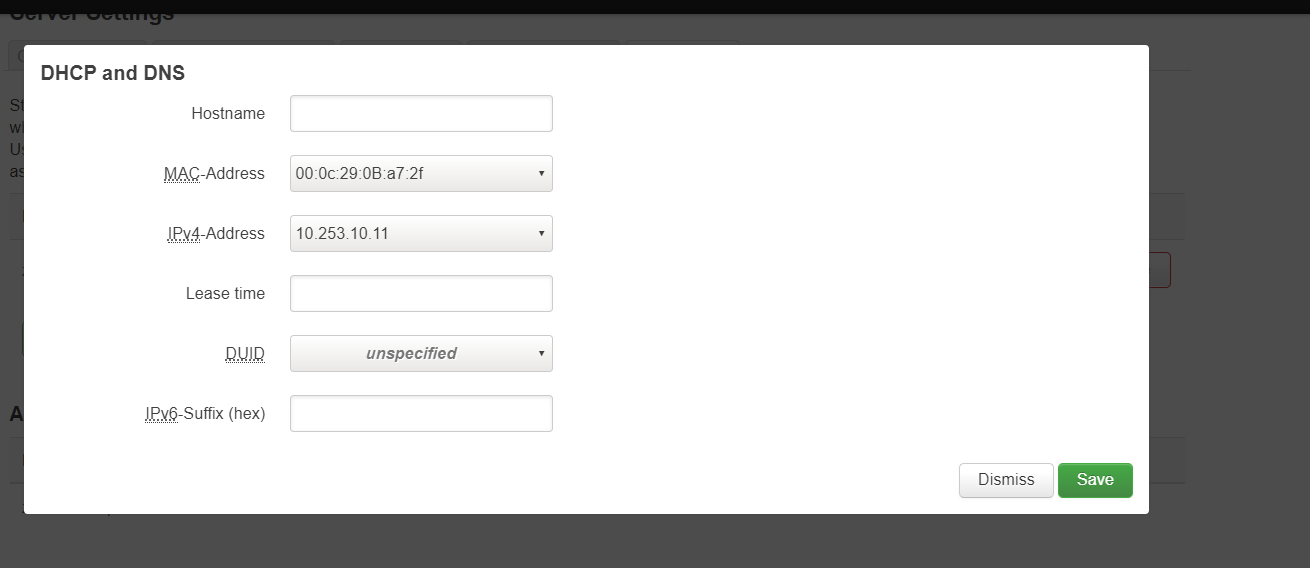 Server Settings
DHCP and DNS
Hostname
MAC-Address
00:0c:29:0B:a7:2f
IPv4-Address
10.253.10.11
Lease time
DUID
unspecified
IPv6-Suffix (hex)
Dismiss
Save